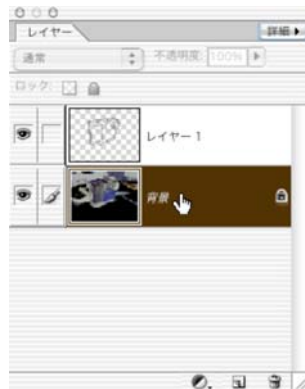 レイヤー
詳細
通常
不透明度: 100%
ロック:
レイヤー 1
背景